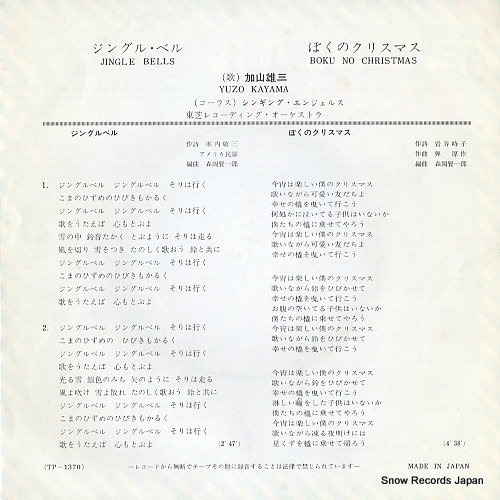 ジングル・ベル
JINGLE BELLS
ぼくのクリスマス
BOKU NO CHRISTMAS
(歌) 加山雄三
YUZO KAYAMA
(コーラス) シンギング・エンジェルス
東芝レコーディング・オーケストラ
ジングルベル
作詩 堀内敬三
アメリカ民謡
編曲 森岡賢一郎
1. ジングルベル ジングルベル そりは行く
こまのひずめのひびきもかるく
ジングルベル ジングルベル そりは行く
歌をうたえば 心もとぶよ
雪の中 鈴音たかく とぶように そりは走る
風を切り 雪をつき たのしく歌おう 鈴と共に
ジングルベル ジングルベル そりは行く
こまのひずめのひびきもかるく
ジングルベル ジングルベル そりは行く
歌をうたえば 心もとぶよ
2. ジングルベル ジングルベル そりは行く
こまのひずめの ひびきもかるく
ジングルベル ジングルベル そりは行く
歌をうたえば 心もとぶよ
光る雪 銀色のみち 矢のように そりは走る
風よ吹け 雪よ散れ たのしく歌おう 鈴と共に
ジングルベル ジングルベル そりは行く
こまのひずめのひびきもかるく
ジングルベル ジングルベル そりは行く
歌をうたえば 心もとぶよ (2′47″)
ぼくのクリスマス
作詩 岩谷時子
作曲 弾厚作
編曲 森岡賢一郎
今宵は楽しい僕のクリスマス
歌いながら可愛い友だちよ
幸せの橇を曳いて行こう
何処かに泣いてる子供はいないか
僕たちの橇に乗せてやろう
今宵は楽しい僕のクリスマス
歌いながら可愛い友だちよ
幸せの橇を曳いて行こう
今宵は楽しい僕のクリスマス
歌いながら鈴をひびかせて
幸せの橇を曳いて行こう
お腹の空いてる子供はいないか
僕たちの橇に乗せてやろう
今宵は楽しい僕のクリスマス
歌いながら鈴をひびかせて
幸せの橇を曳いて行こう
今宵は楽しい僕のクリスマス
歌いながら鈴をひびかせて
幸せの橇を曳いて行こう
淋しい瞳をした子供はいないか
僕たちの橇に乗せてやろう
今宵は楽しい僕のクリスマス
歌いながら凍る夜明けには
星くずを橇に乗せて帰ろう (4′38″)
(TP-1370)
—レコードから無断でテープその他に録音することは法律で禁じられています—
MADE IN JAPAN
Snow Records Japan